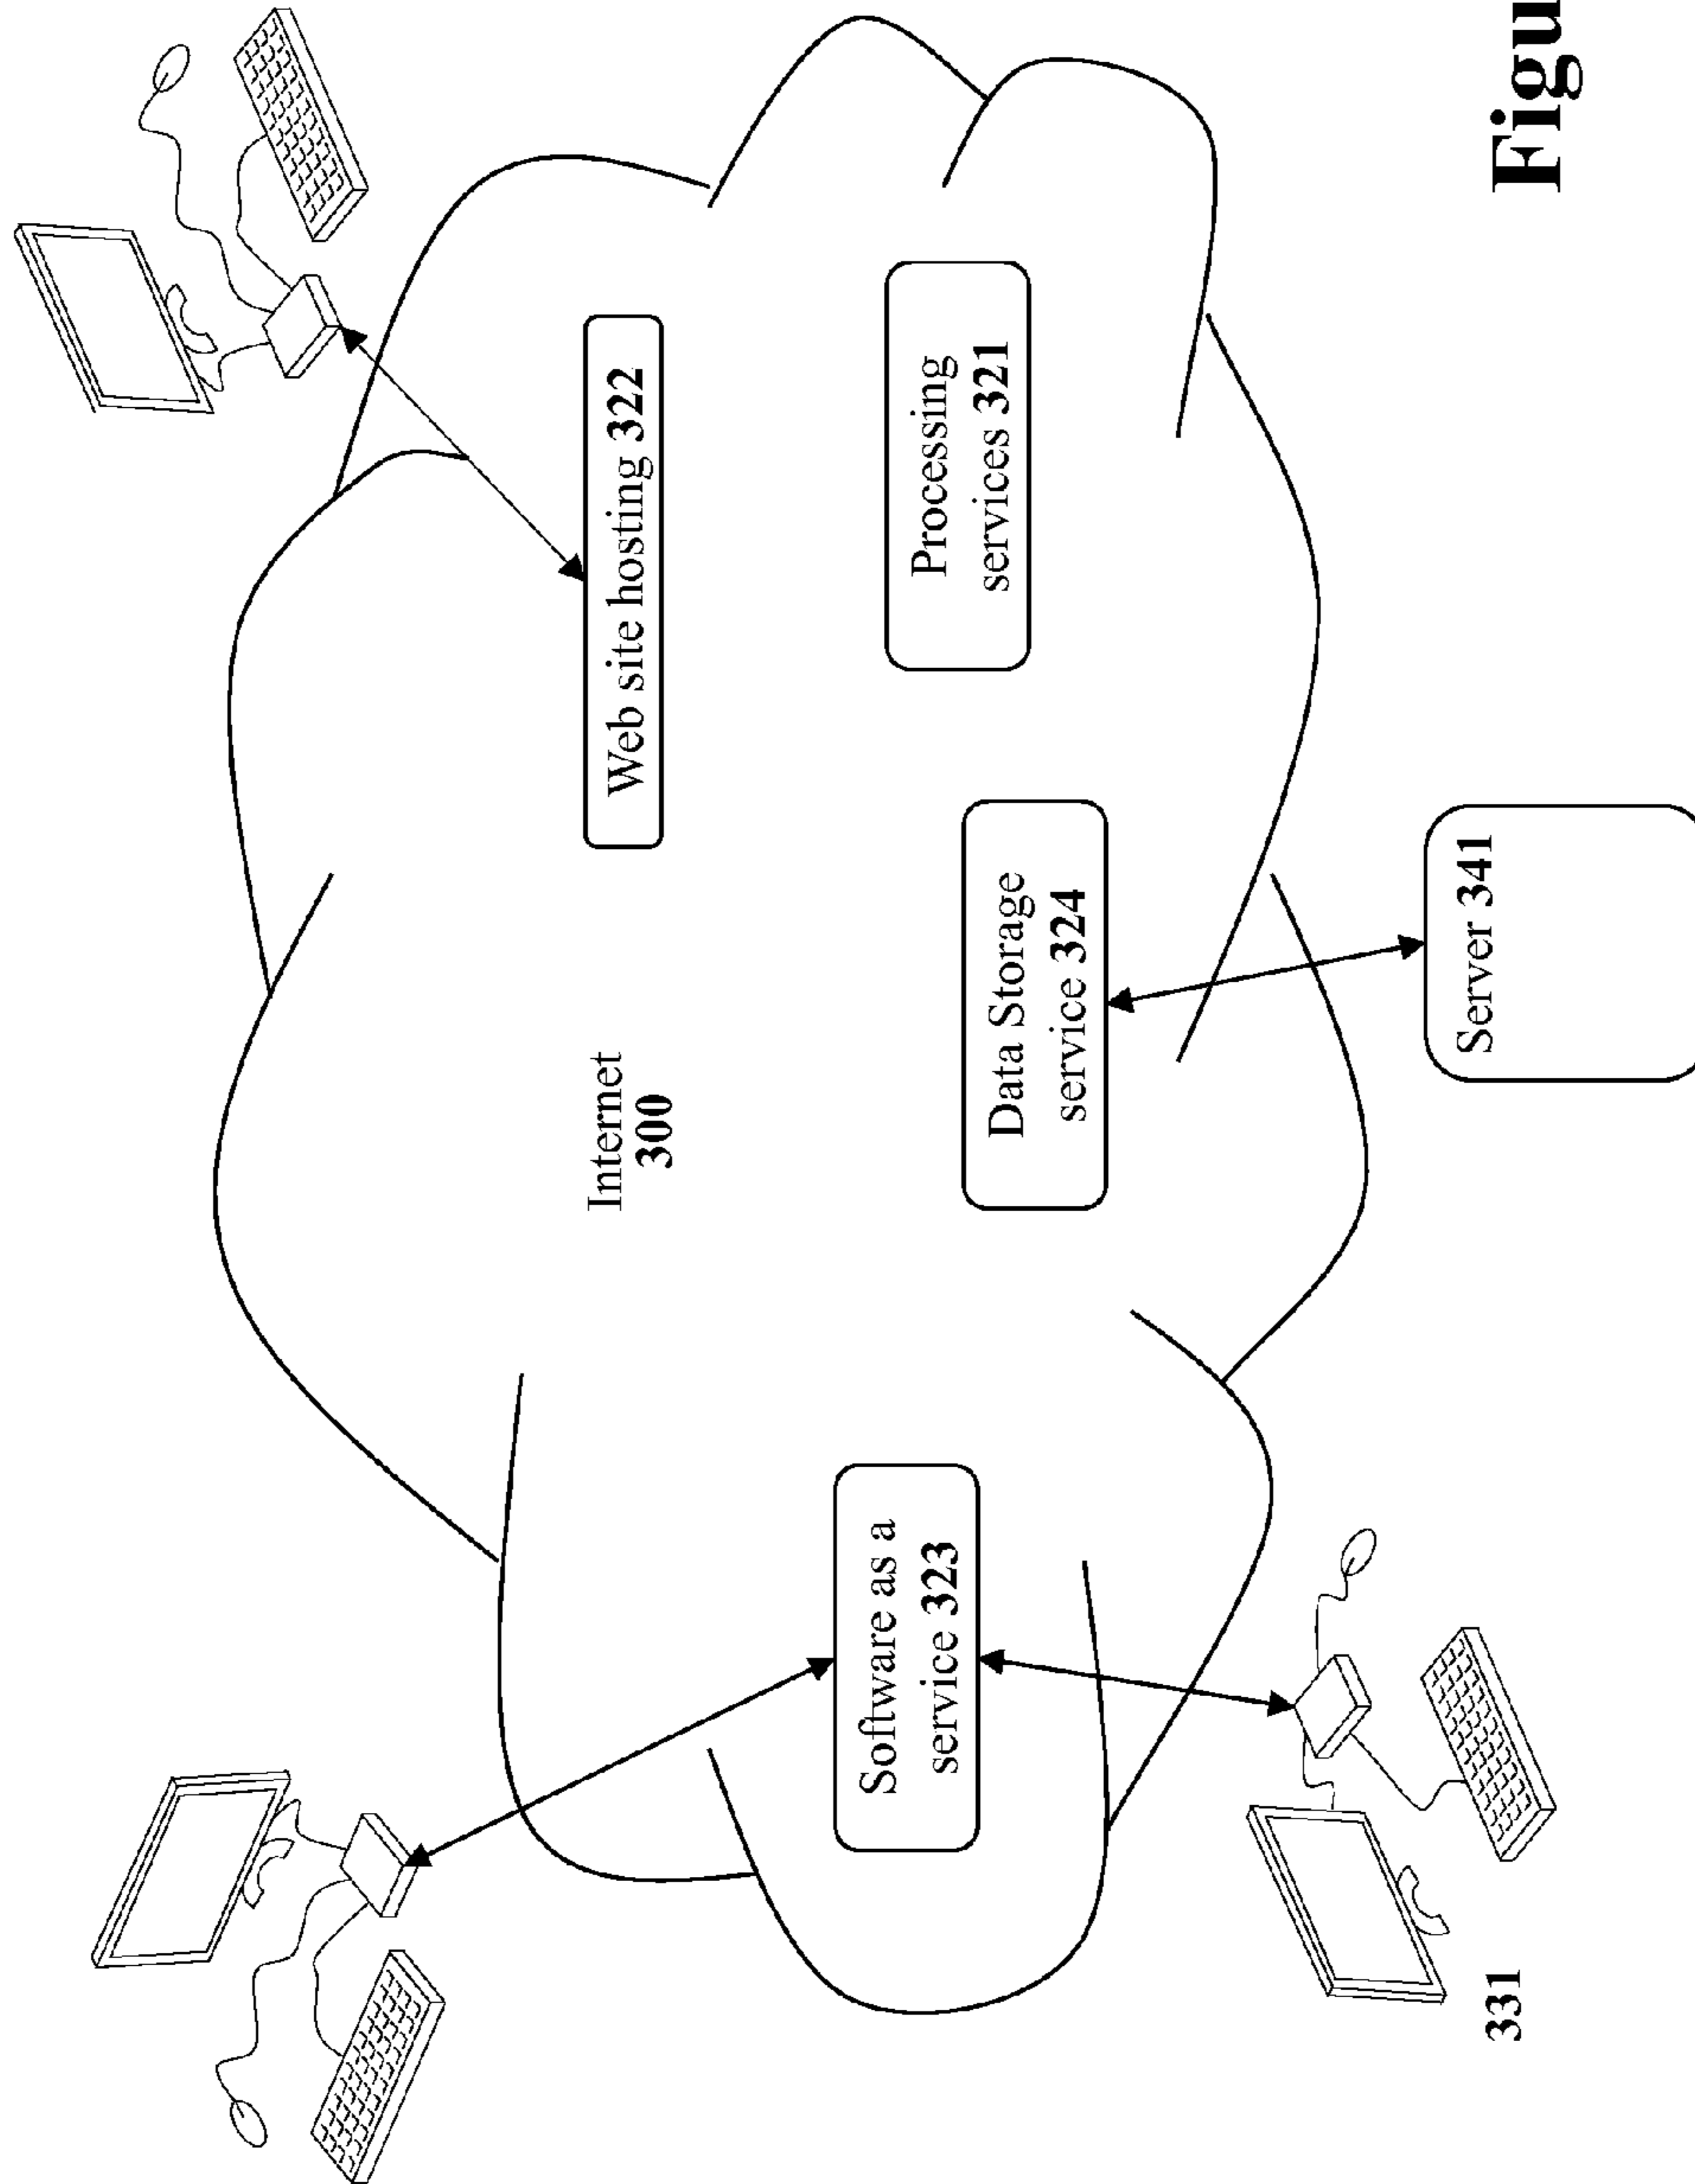 Internet
300
Web site hosting 322
Software as a
service 323
Processing
services 321
Data Storage
service 324
Server 341
331
Figu